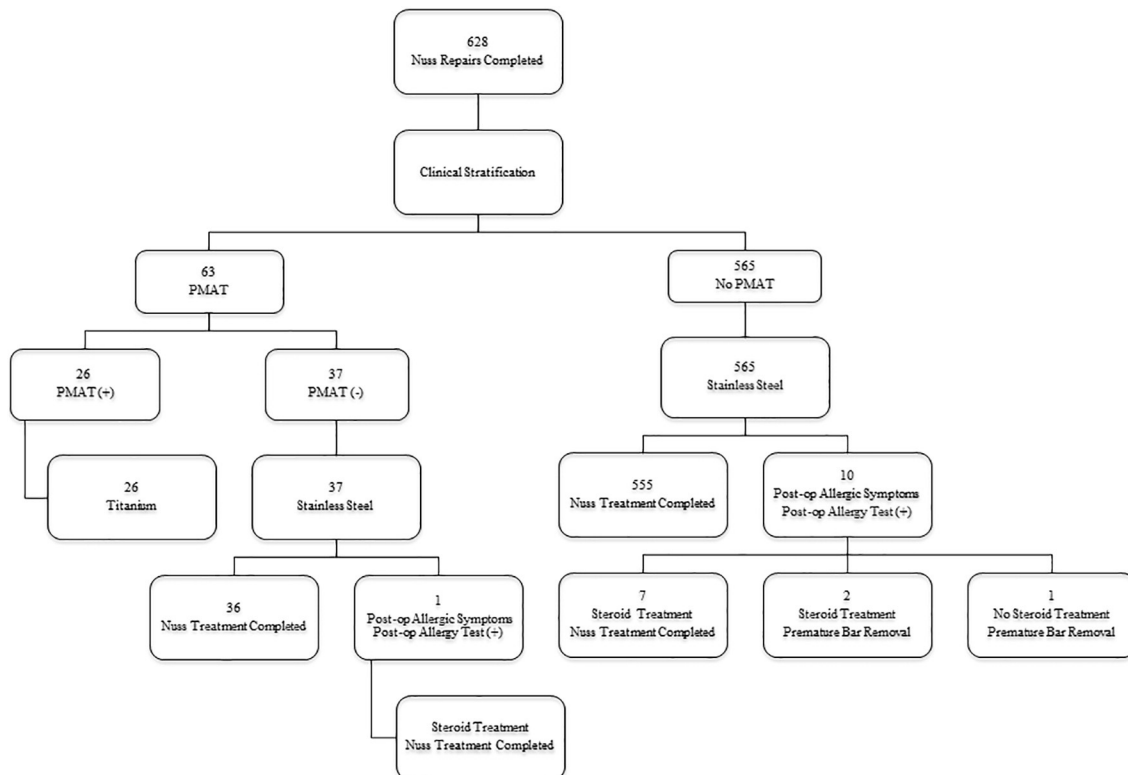 628
Nuss Repairs Completed
Clinical Stratification
63
PMAT
565
No PMAT
26
PMAT (+)
37
PMAT (-)
565
Stainless Steel
26
Titanium
37
Stainless Steel
555
Nuss Treatment Completed
10
Post-op Allergic Symptoms
Post-op Allergy Test (+)
36
Nuss Treatment Completed
1
Post-op Allergic Symptoms
Post-op Allergy Test (+)
7
Steroid Treatment
Nuss Treatment Completed
2
Steroid Treatment
Premature Bar Removal
1
No Steroid Treatment
Premature Bar Removal
Steroid Treatment
Nuss Treatment Completed